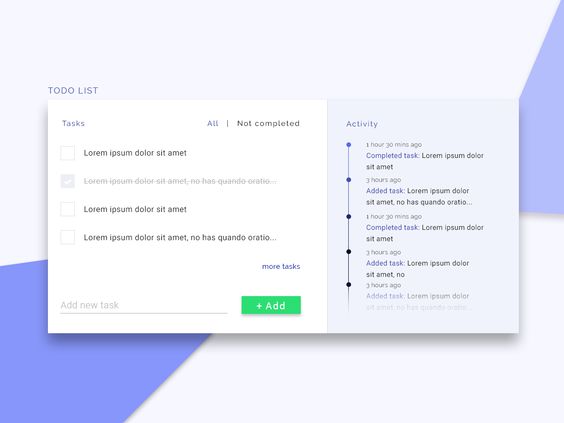 TODO LIST
Tasks
All | Not completed
Lorem ipsum dolor sit amet
Lorem ipsum dolor sit amet, no has quando oratio...
Lorem ipsum dolor sit amet
Lorem ipsum dolor sit amet, no has quando oratio...
more tasks
Add new task
+ Add
Activity
1 hour 30 mins ago
Completed task: Lorem ipsum dolor
sit amet
3 hours ago
Added task: Lorem ipsum dolor
sit amet, no has quando oratio...
1 hour 30 mins ago
Completed task: Lorem ipsum dolor
sit amet
3 hours ago
Added task: Lorem ipsum dolor
sit amet, no
3 hours ago
Added task: Lorem ipsum dolor
sit amet, no has quando oratio...